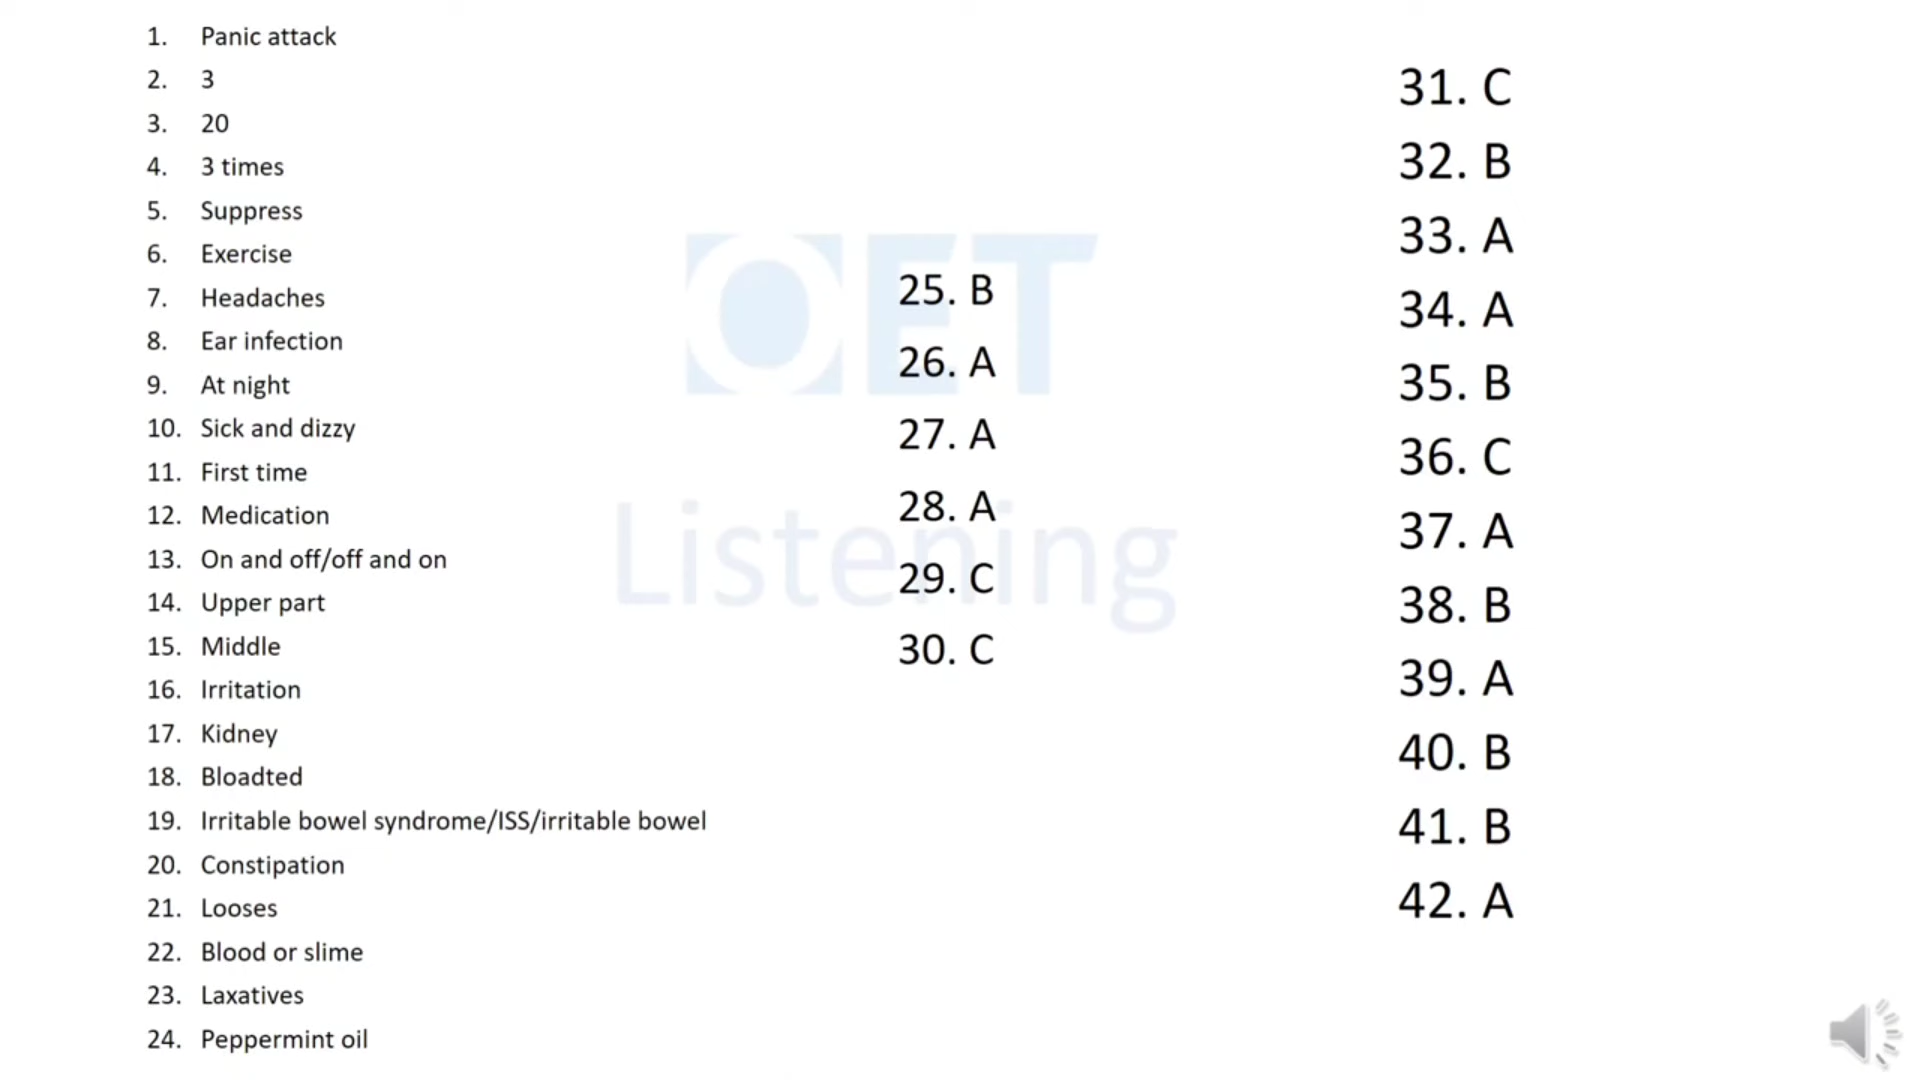 1. Panic attack
2. 3
3. 20
4. 3 times
5. Suppress
6. Exercise
7. Headaches
8. Ear infection
9. At night
10. Sick and dizzy
11. First time
12. Medication
13. On and off/off and on
14. Upper part
15. Middle
16. Irritation
17. Kidney
18. Bloadted
19. Irritable bowel syndrome/ISS/irritable bowel
20. Constipation
21. Looses
22. Blood or slime
23. Laxatives
24. Peppermint oil
OET
Listening
25. B
26. A
27. A
28. A
29. C
30. C
31. C
32. B
33. A
34. A
35. B
36. C
37. A
38. B
39. A
40. B
41. B
42. A